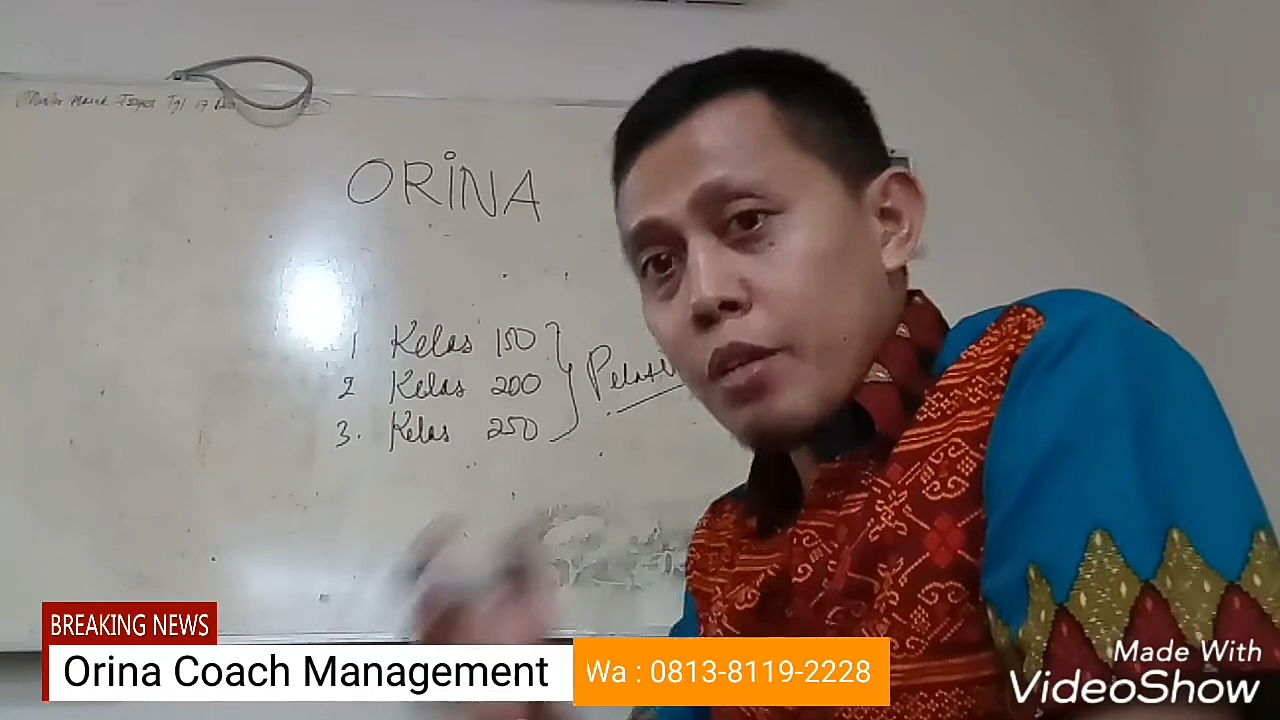 ORINA
1 Kelas 150
2 Kelas 200
3. Kelas 250
BREAKING NEWS
Orina Coach Management
Wa : 0813-8119-2228
Made With
VideoShow